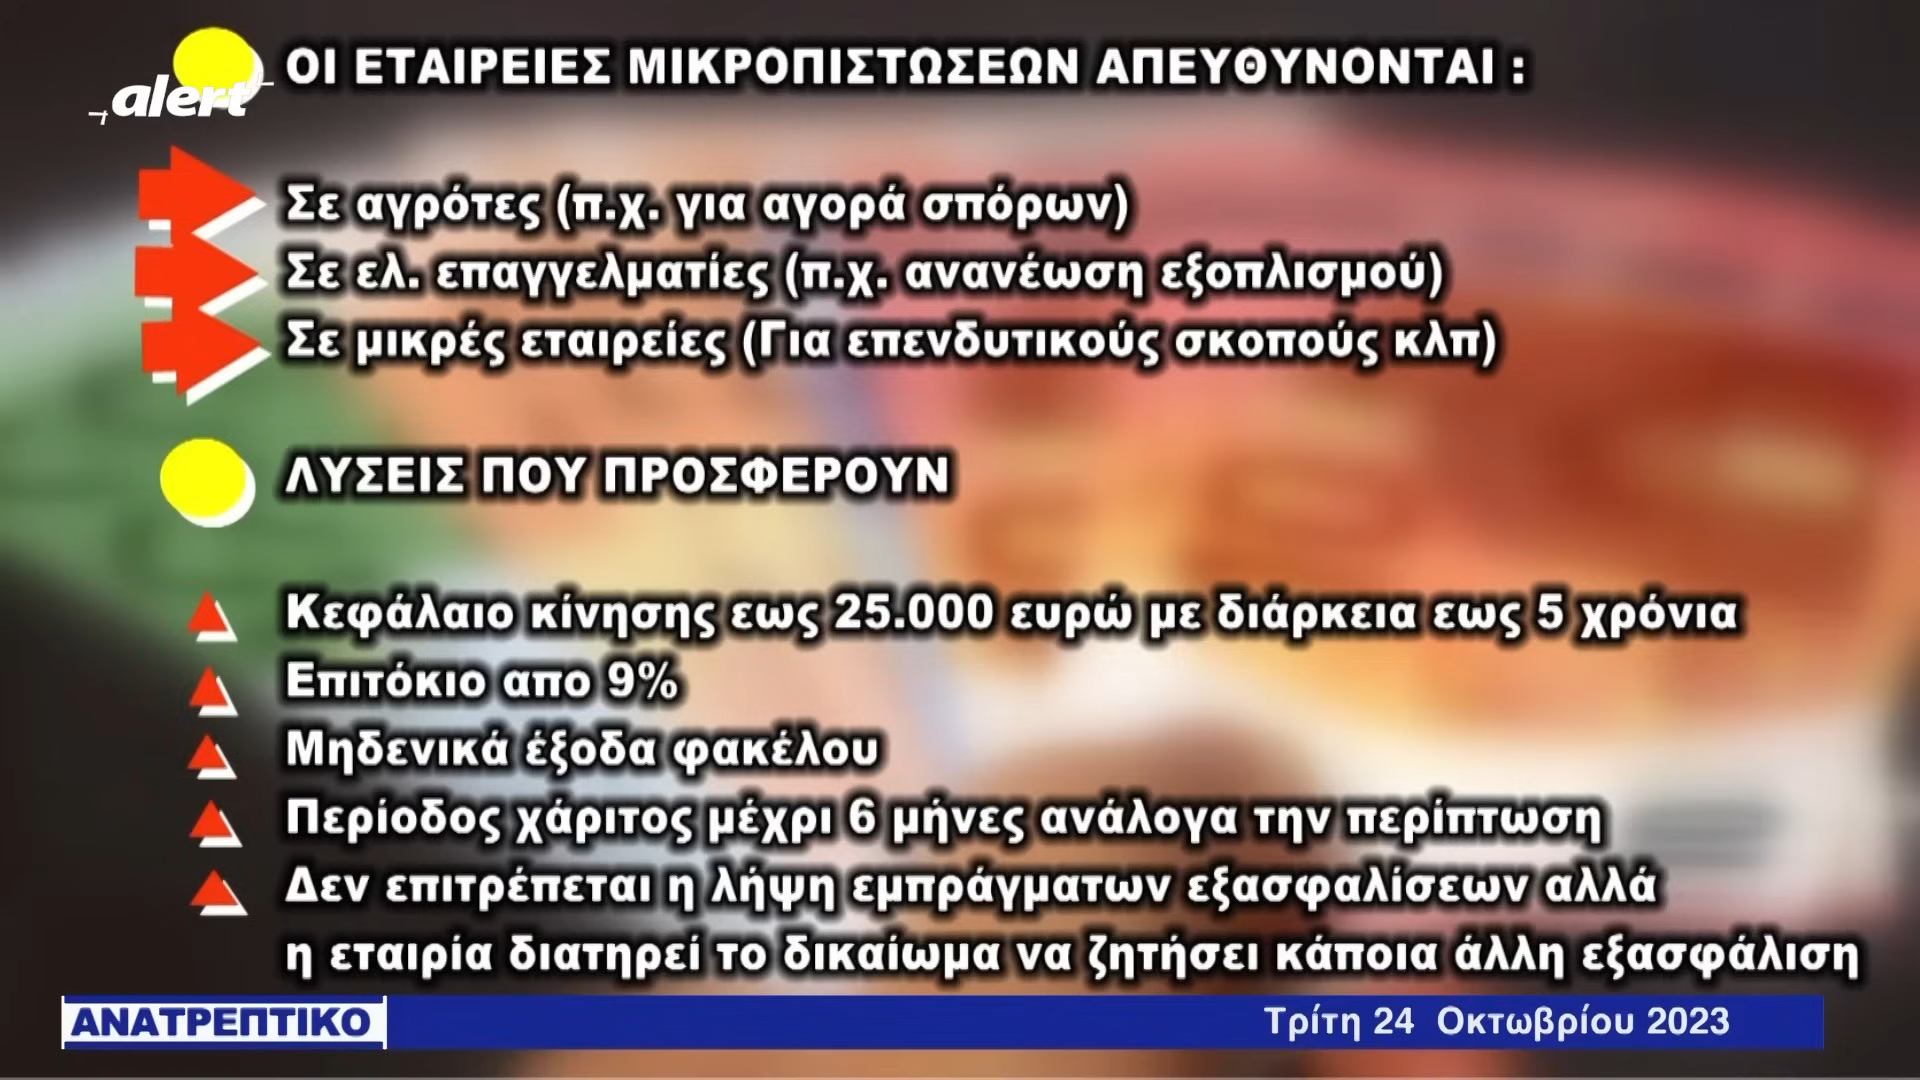 alert
ΟΙ ΕΤΑΙΡΕΙΕΣ ΜΙΚΡΟΠΙΣΤΩΣΕΩΝ ΑΠΕΥΘΥΝΟΝΤΑΙ :
Σε αγρότες (π.χ. για αγορά σπόρων)
Σε ελ. επαγγελματίες (π.χ. ανανέωση εξοπλισμού)
Σε μικρές εταιρείες (Για επενδυτικούς σκοπούς κλπ)
ΛΥΣΕΙΣ ΠΟΥ ΠΡΟΣΦΕΡΟΥΝ
Κεφάλαιο κίνησης εως 25.000 ευρώ με διάρκεια εως 5 χρόνια
Επιτόκιο απο 9%
Μηδενικά έξοδα φακέλου
Περίοδος χάριτος μέχρι 6 μήνες ανάλογα την περίπτωση
Δεν επιτρέπεται η λήψη εμπράγματων εξασφαλίσεων αλλά
η εταιρία διατηρεί το δικαίωμα να ζητήσει κάποια άλλη εξασφάλιση
ΑΝΑΤΡΕΠΤΙΚΟ
Τρίτη 24 Οκτωβρίου 2023